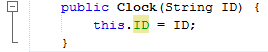 public Clock(String ID) {
this.ID = ID;
}